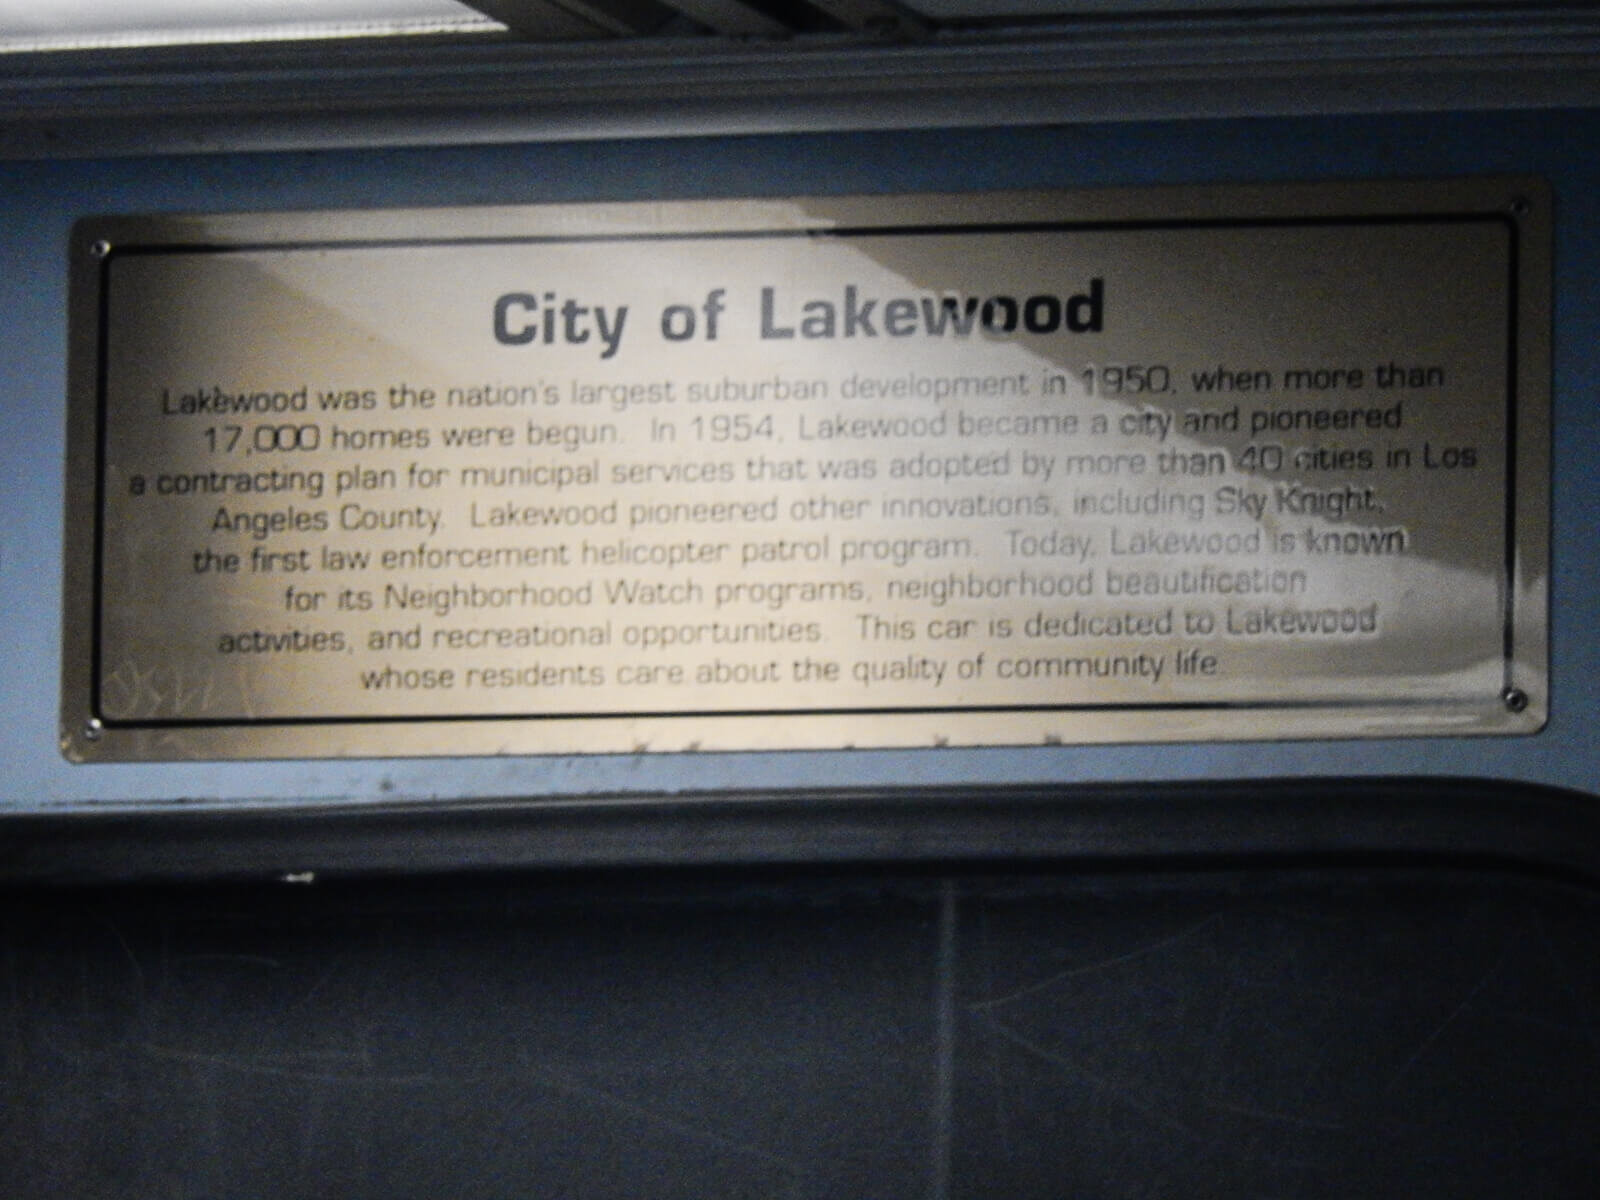 City of Lakewood
Lakewood was the nation's largest suburban development in 1950, when more than
17,000 homes were begun. In 1954, Lakewood became a city and pioneered
a contracting plan for municipal services that was adopted by more than 40 cities in Los
Angeles County. Lakewood pioneered other innovations, including Sky Knight,
the first law enforcement helicopter patrol program. Today, Lakewood is known
for its Neighborhood Watch programs, neighborhood beautification
activities, and recreational opportunities. This car is dedicated to Lakewood
whose residents care about the quality of community life.